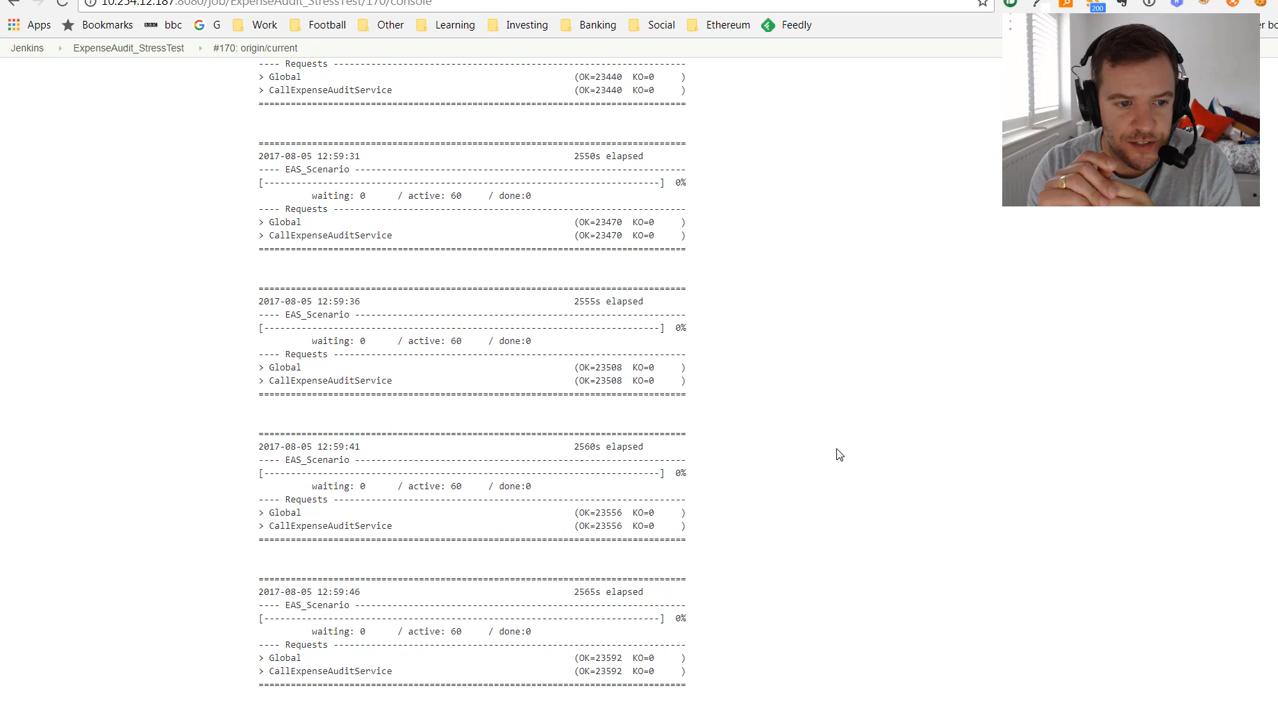 10.254.12.187:8080/job/ExpenseAudit_StressTest/170/console
Apps Bookmarks bbc G Work Football Other Learning Investing Banking Social Ethereum Feedly
200
Jenkins ExpenseAudit_StressTest #170: origin/current
---- Requests ------------------------------------------------------------------
> Global (OK=23440 KO=0 )
> CallExpenseAuditService (OK=23440 KO=0 )
================================================================================
================================================================================
2017-08-05 12:59:31 2550s elapsed
---- EAS_Scenario --------------------------------------------------------------
[--------------------------------------------------------------------------] 0%
waiting: 0 / active: 60 / done:0
---- Requests ------------------------------------------------------------------
> Global (OK=23470 KO=0 )
> CallExpenseAuditService (OK=23470 KO=0 )
================================================================================
================================================================================
2017-08-05 12:59:36 2555s elapsed
---- EAS_Scenario --------------------------------------------------------------
[--------------------------------------------------------------------------] 0%
waiting: 0 / active: 60 / done:0
---- Requests ------------------------------------------------------------------
> Global (OK=23508 KO=0 )
> CallExpenseAuditService (OK=23508 KO=0 )
================================================================================
================================================================================
2017-08-05 12:59:41 2560s elapsed
---- EAS_Scenario --------------------------------------------------------------
[--------------------------------------------------------------------------] 0%
waiting: 0 / active: 60 / done:0
---- Requests ------------------------------------------------------------------
> Global (OK=23556 KO=0 )
> CallExpenseAuditService (OK=23556 KO=0 )
================================================================================
================================================================================
2017-08-05 12:59:46 2565s elapsed
---- EAS_Scenario --------------------------------------------------------------
[--------------------------------------------------------------------------] 0%
waiting: 0 / active: 60 / done:0
---- Requests ------------------------------------------------------------------
> Global (OK=23592 KO=0 )
> CallExpenseAuditService (OK=23592 KO=0 )
================================================================================